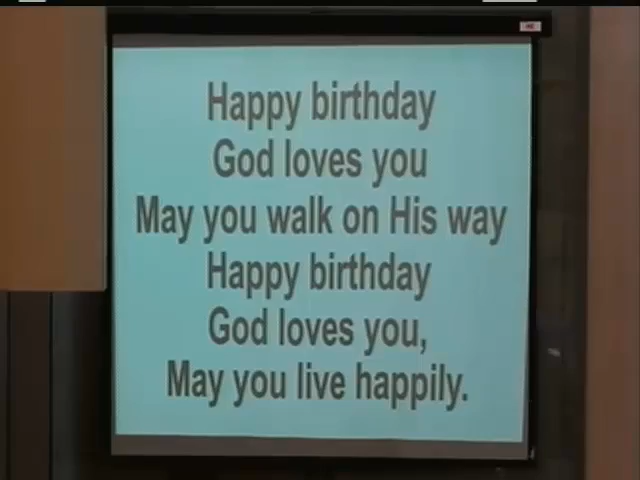 Happy birthday
God loves you
May you walk on His way
Happy birthday
God loves you,
May you live happily.